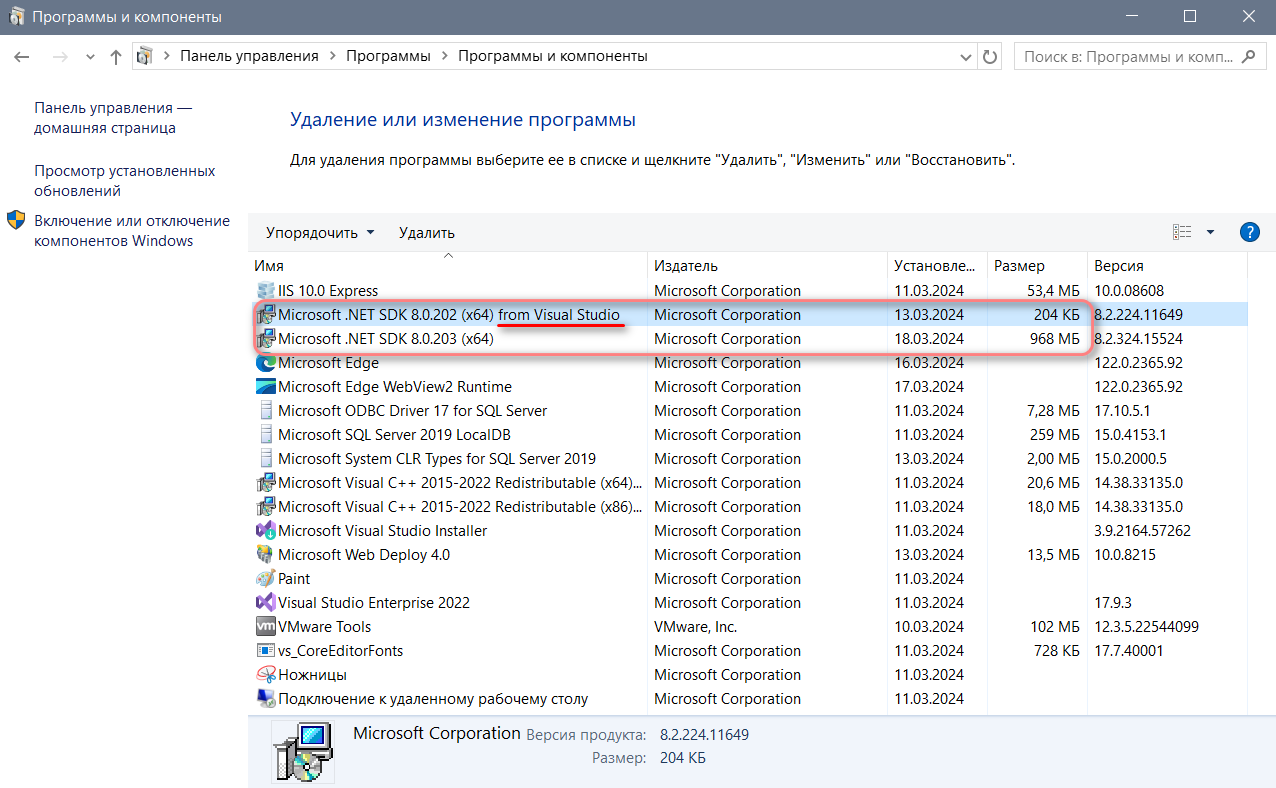 Программы и компоненты
Панель управления > Программы > Программы и компоненты
Поиск в: Программы и комп...
Панель управления —
домашняя страница
Просмотр установленных
обновлений
Включение или отключение
компонентов Windows
Удаление или изменение программы
Для удаления программы выберите ее в списке и щелкните "Удалить", "Изменить" или "Восстановить".
Упорядочить Удалить ?
Имя Издатель Установле... Размер Версия
IIS 10.0 Express Microsoft Corporation 11.03.2024 53,4 МБ 10.0.08608
Microsoft .NET SDK 8.0.202 (x64) from Visual Studio Microsoft Corporation 13.03.2024 204 КБ 8.2.224.11649
Microsoft .NET SDK 8.0.203 (x64) Microsoft Corporation 18.03.2024 968 МБ 8.2.324.15524
Microsoft Edge Microsoft Corporation 16.03.2024 122.0.2365.92
Microsoft Edge WebView2 Runtime Microsoft Corporation 17.03.2024 122.0.2365.92
Microsoft ODBC Driver 17 for SQL Server Microsoft Corporation 11.03.2024 7,28 МБ 17.10.5.1
Microsoft SQL Server 2019 LocalDB Microsoft Corporation 11.03.2024 259 МБ 15.0.4153.1
Microsoft System CLR Types for SQL Server 2019 Microsoft Corporation 13.03.2024 2,00 МБ 15.0.2000.5
Microsoft Visual C++ 2015-2022 Redistributable (x64)... Microsoft Corporation 11.03.2024 20,6 МБ 14.38.33135.0
Microsoft Visual C++ 2015-2022 Redistributable (x86)... Microsoft Corporation 11.03.2024 18,0 МБ 14.38.33135.0
Microsoft Visual Studio Installer Microsoft Corporation 11.03.2024 3.9.2164.57262
Microsoft Web Deploy 4.0 Microsoft Corporation 13.03.2024 13,5 МБ 10.0.8215
Paint Microsoft Corporation 11.03.2024
Visual Studio Enterprise 2022 Microsoft Corporation 11.03.2024 17.9.3
vm VMware Tools VMware, Inc. 10.03.2024 102 МБ 12.3.5.22544099
vs_CoreEditorFonts Microsoft Corporation 11.03.2024 728 КБ 17.7.40001
Ножницы Microsoft Corporation 11.03.2024
Подключение к удаленному рабочему столу Microsoft Corporation 11.03.2024
Microsoft Corporation Версия продукта: 8.2.224.11649
Размер: 204 КБ